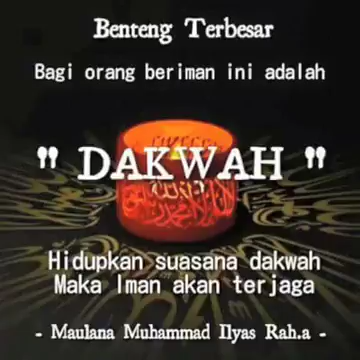 Benteng Terbesar
Bagi orang beriman ini adalah
" DAKWAH "
Hidupkan suasana dakwah
Maka Iman akan terjaga
- Maulana Muhammad Ilyas Rah.a -